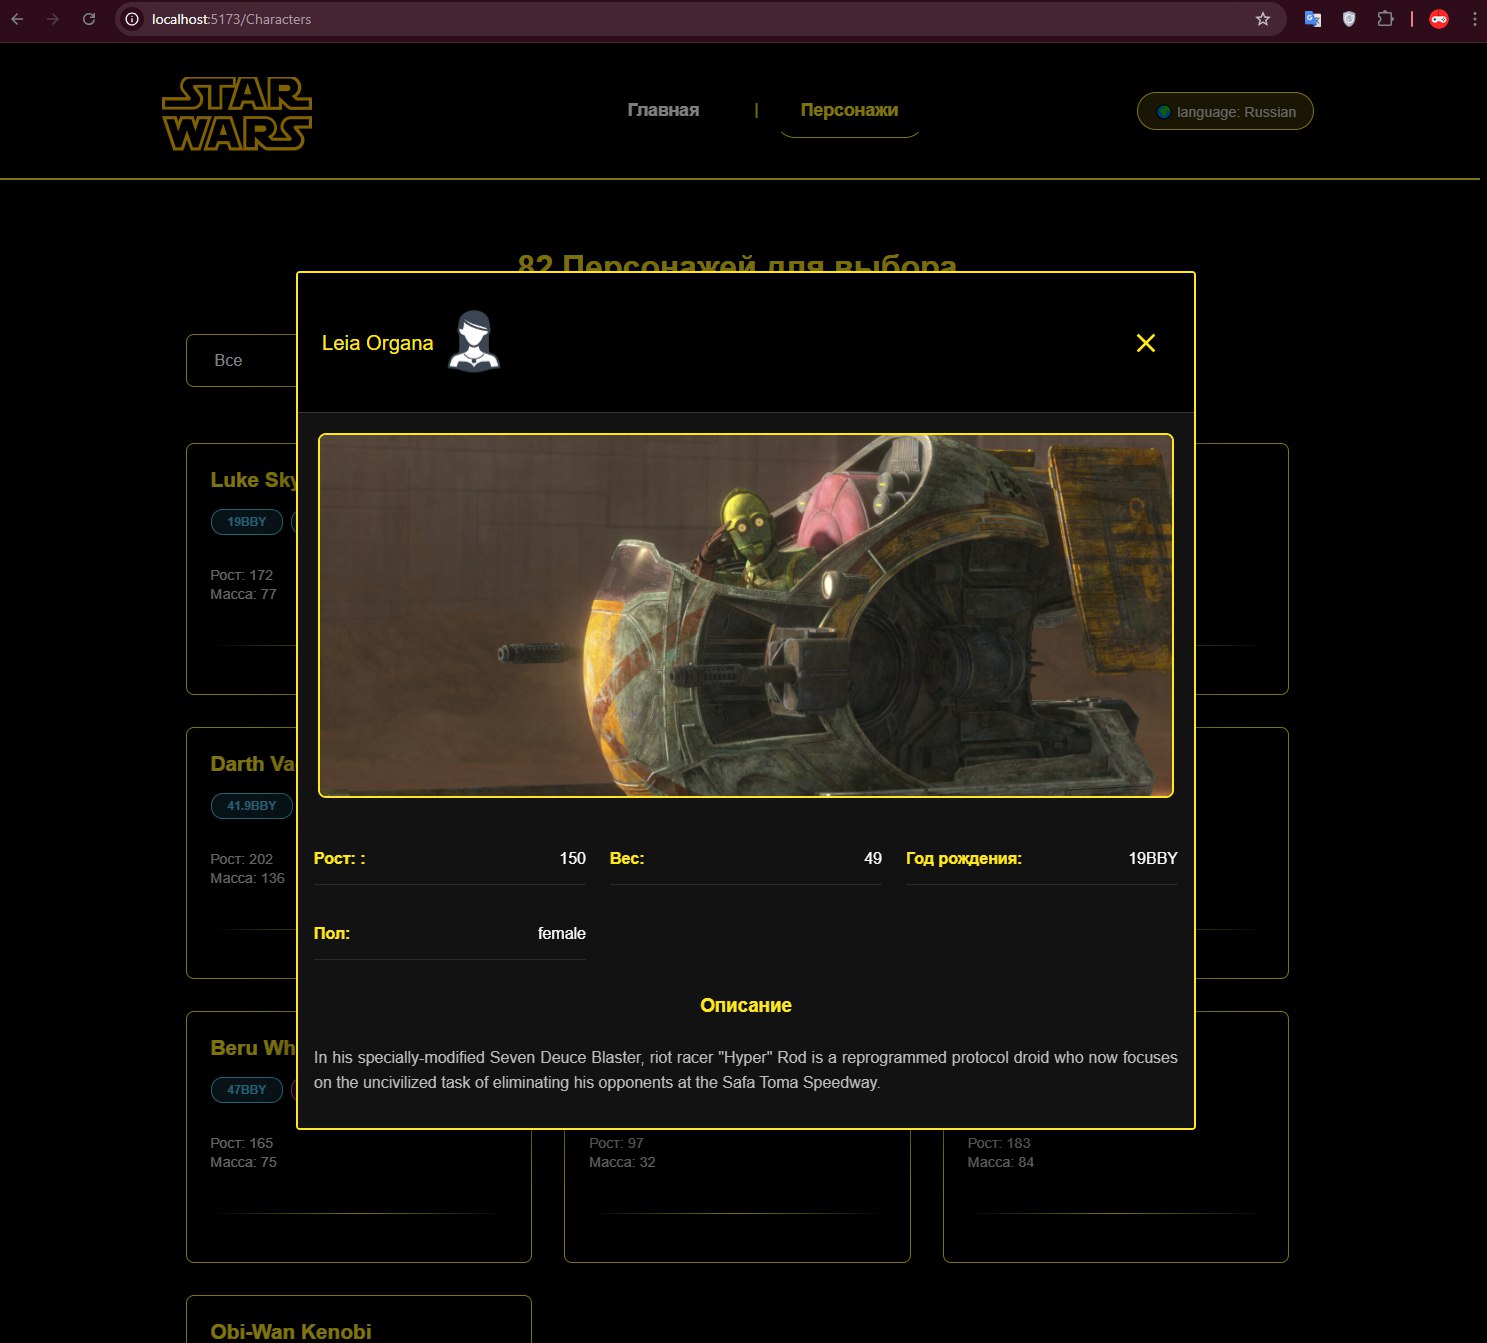 localhost:5173/Characters
STAR
WARS
Главная
|
Персонажи
language: Russian
82 Персонажей для выбора
Leia Organa
Все
Luke Sky
19BBY
Рост: 172
Масса: 77
Darth Va
41.9BBY
Рост: 202
Масса: 136
Рост: :
150
Вес:
49
Год рождения:
19BBY
Пол:
female
Описание
In his specially-modified Seven Deuce Blaster, riot racer "Hyper" Rod is a reprogrammed protocol droid who now focuses
on the uncivilized task of eliminating his opponents at the Safa Toma Speedway.
Beru Wh
47BBY
Рост: 165
Масса: 75
Рост: 97
Масса: 32
Рост: 183
Масса: 84
Obi-Wan Kenobi